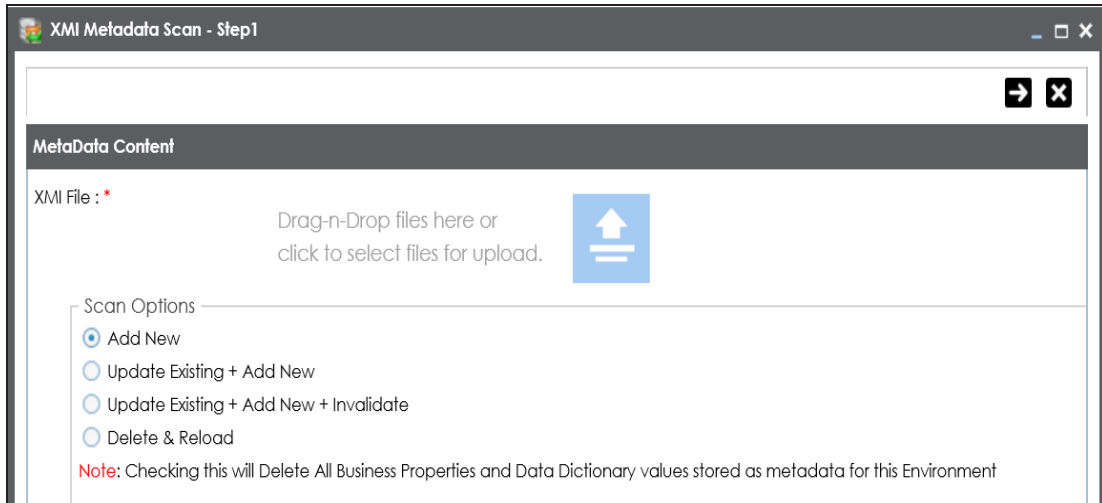 XMI Metadata Scan - Step1
MetaData Content
XMI File : *
Drag-n-Drop files here or
click to select files for upload.
Scan Options
Add New
Update Existing + Add New
Update Existing + Add New + Invalidate
Delete & Reload
Note: Checking this will Delete All Business Properties and Data Dictionary values stored as metadata for this Environment